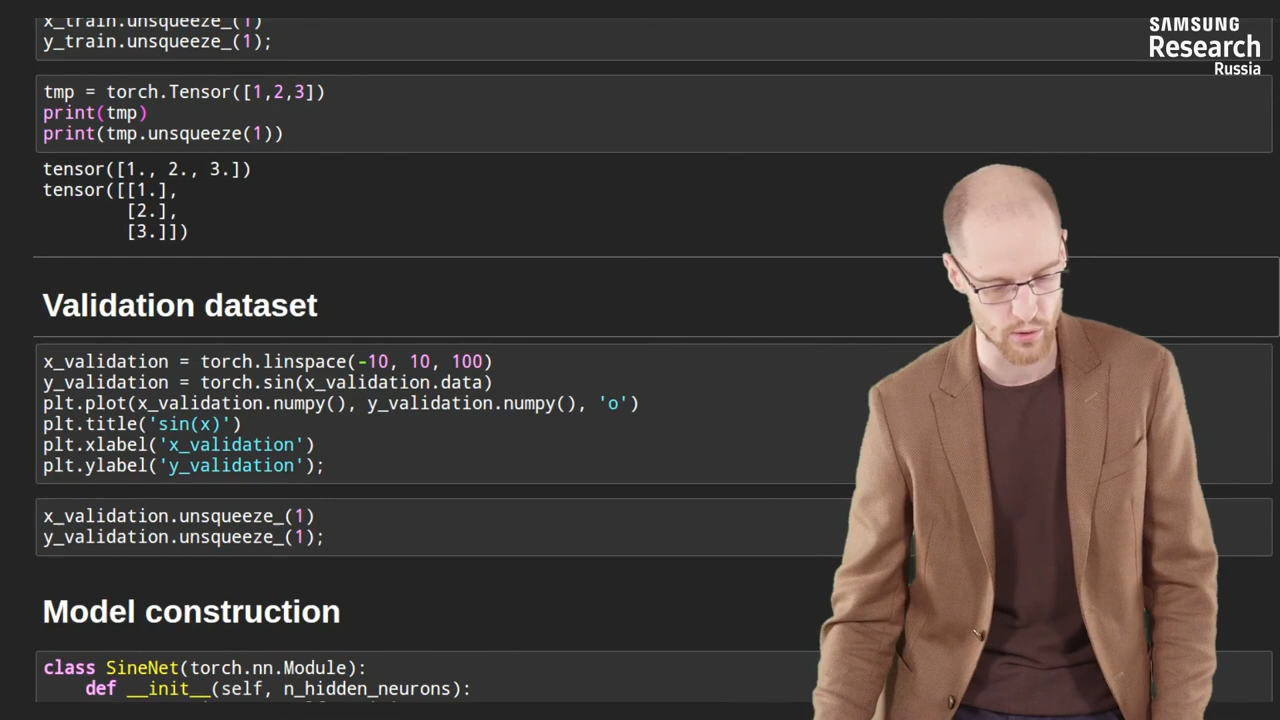 x_train.unsqueeze_(1)
y_train.unsqueeze_(1);
tmp = torch.Tensor([1,2,3])
print(tmp)
print(tmp.unsqueeze(1))
tensor([1., 2., 3.])
tensor([[1.],
        [2.],
        [3.]])
Validation dataset
x_validation = torch.linspace(-10, 10, 100)
y_validation = torch.sin(x_validation.data)
plt.plot(x_validation.numpy(), y_validation.numpy(), 'o')
plt.title('sin(x)')
plt.xlabel('x_validation')
plt.ylabel('y_validation');
x_validation.unsqueeze_(1)
y_validation.unsqueeze_(1);
Model construction
class SineNet(torch.nn.Module):
    def __init__(self, n_hidden_neurons):
SAMSUNG
Research
Russia